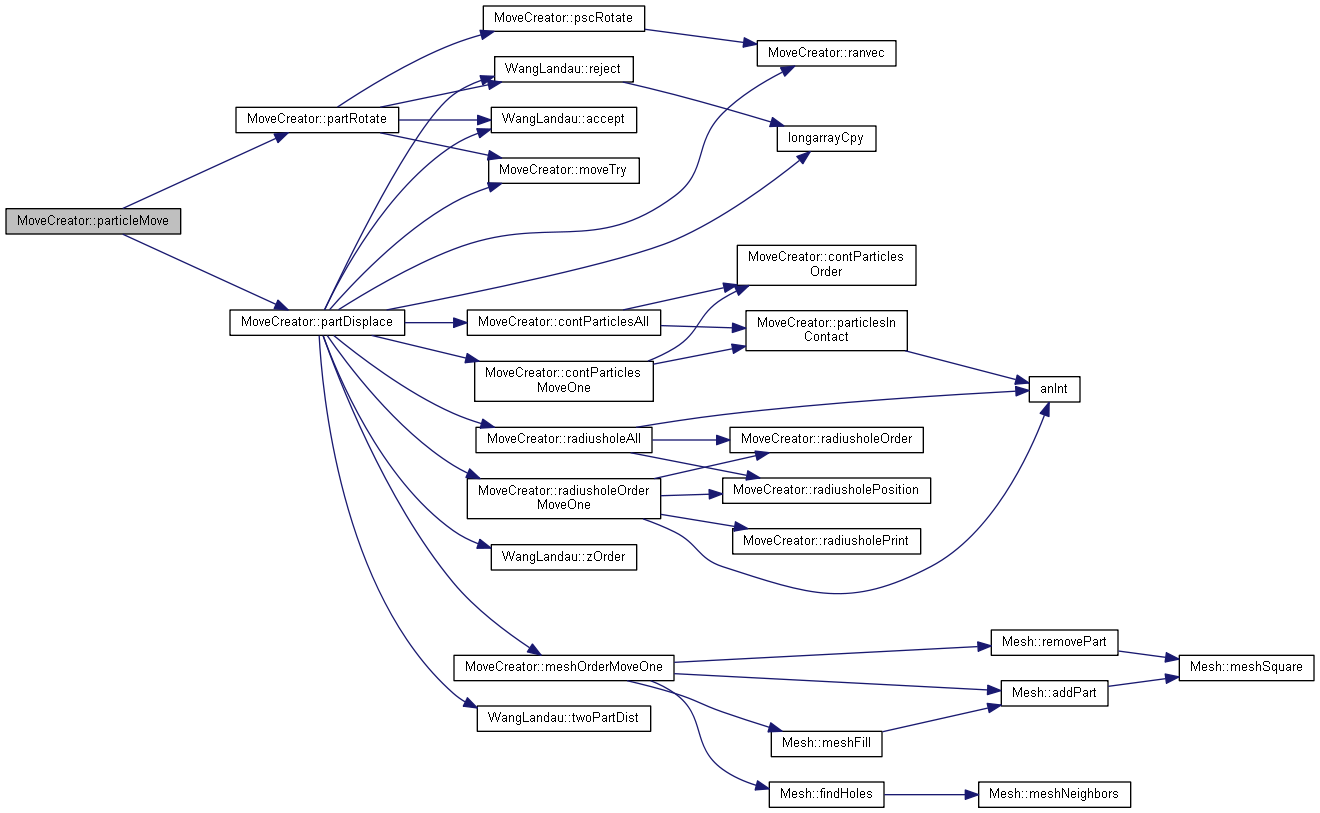 MoveCreator::particleMove
MoveCreator::partRotate
MoveCreator::partDisplace
MoveCreator::pscRotate
WangLandau::reject
WangLandau::accept
MoveCreator::moveTry
MoveCreator::contParticlesAll
MoveCreator::contParticles
MoveOne
MoveCreator::radiusholeAll
MoveCreator::radiusholeOrder
MoveOne
WangLandau::zOrder
MoveCreator::meshOrderMoveOne
WangLandau::twoPartDist
MoveCreator::ranvec
longarrayCpy
MoveCreator::contParticles
Order
MoveCreator::particlesIn
Contact
MoveCreator::radiusholeOrder
MoveCreator::radiusholePosition
MoveCreator::radiusholePrint
Mesh::meshFill
Mesh::findHoles
anInt
Mesh::removePart
Mesh::addPart
Mesh::meshNeighbors
Mesh::meshSquare